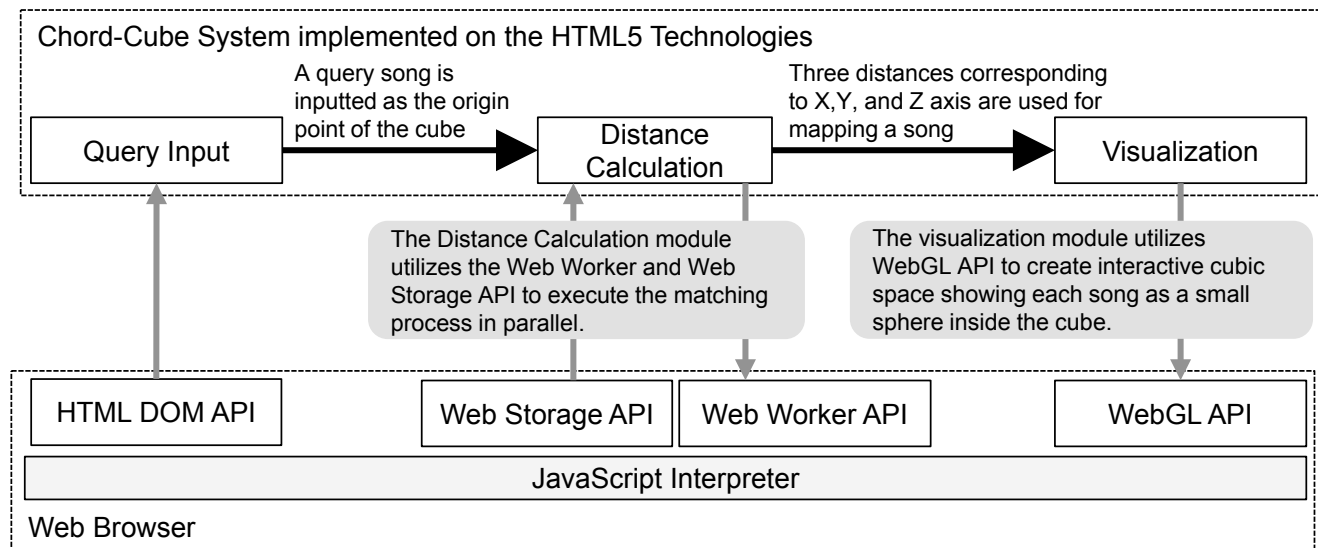 Chord-Cube System implemented on the HTML5 Technologies
A query song is
inputted as the origin
point of the cube
Three distances corresponding
to X,Y, and Z axis are used for
mapping a song
Query Input
Distance
Calculation
Visualization
The Distance Calculation module
utilizes the Web Worker and Web
Storage API to execute the matching
process in parallel.
The visualization module utilizes
WebGL API to create interactive cubic
space showing each song as a small
sphere inside the cube.
HTML DOM API
Web Storage API
Web Worker API
WebGL API
JavaScript Interpreter
Web Browser